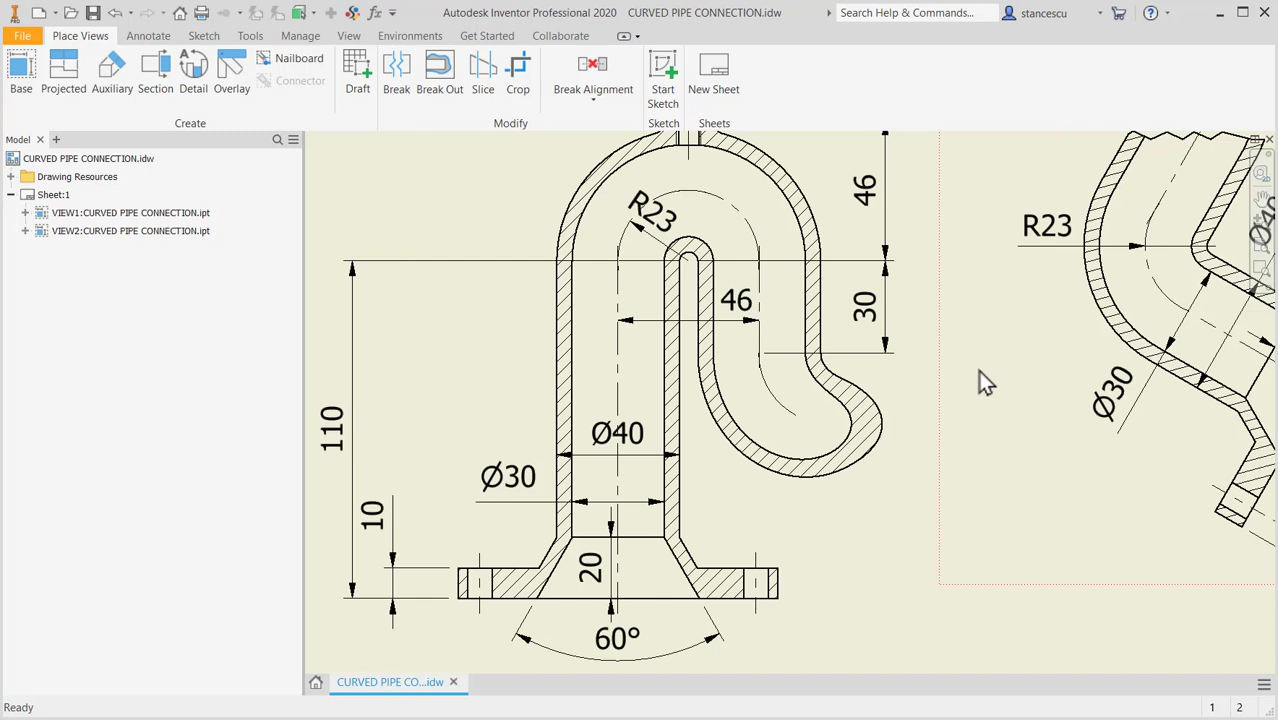 PRO
fx
Autodesk Inventor Professional 2020 CURVED PIPE CONNECTION.idw
Search Help & Commands...
stancescu
File Place Views Annotate Sketch Tools Manage View Environments Get Started Collaborate
Base
Projected
Auxiliary
Section
Detail
Overlay
Nailboard
Connector
Draft
Break
Break Out
Slice
Crop
Break Alignment
Start
Sketch
New Sheet
Create
Modify
Sketch
Sheets
Model
CURVED PIPE CONNECTION.idw
Drawing Resources
Sheet:1
VIEW1:CURVED PIPE CONNECTION.ipt
VIEW2:CURVED PIPE CONNECTION.ipt
46
R23
R23
Ø40
46
30
Ø30
110
Ø40
Ø30
10
20
60°
CURVED PIPE CO...idw
Ready
1 2